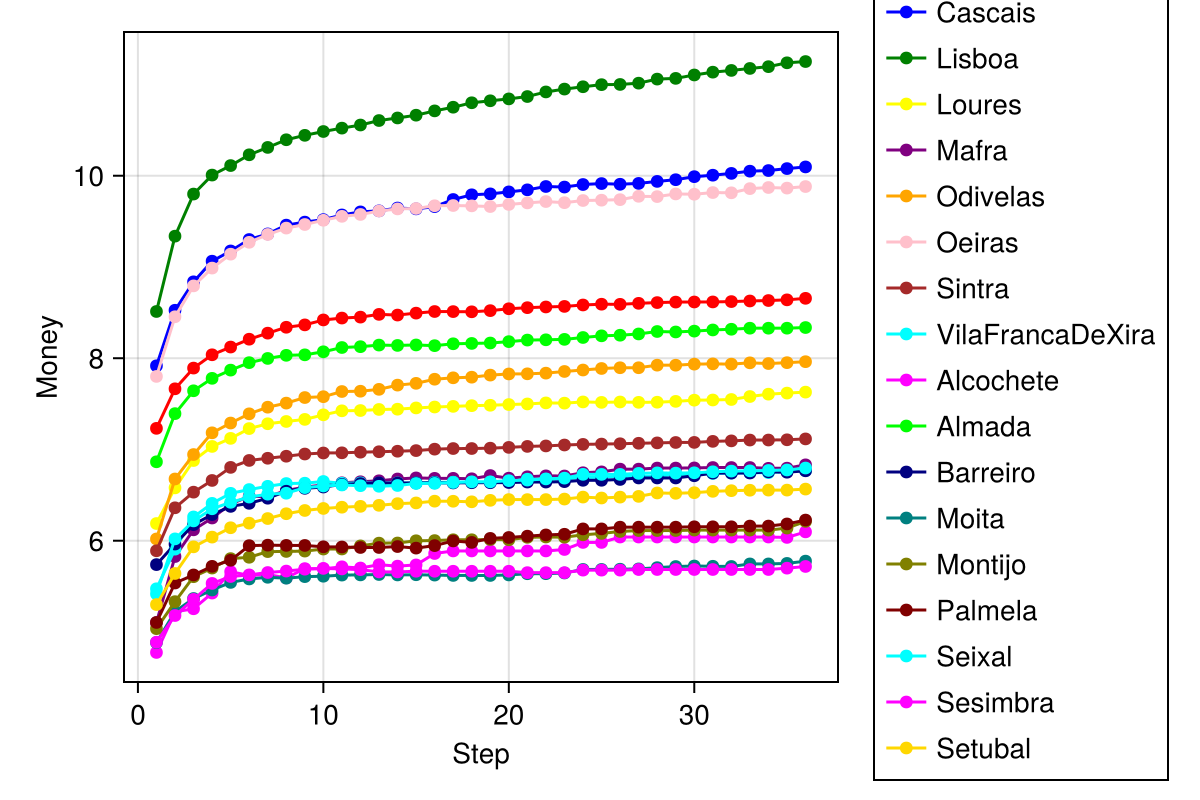 Money
10
8
6
0
10
20
30
Step
Cascais
Lisboa
Loures
Mafra
Odivelas
Oeiras
Sintra
VilaFrancaDeXira
Alcochete
Almada
Barreiro
Moita
Montijo
Palmela
Seixal
Sesimbra
Setubal